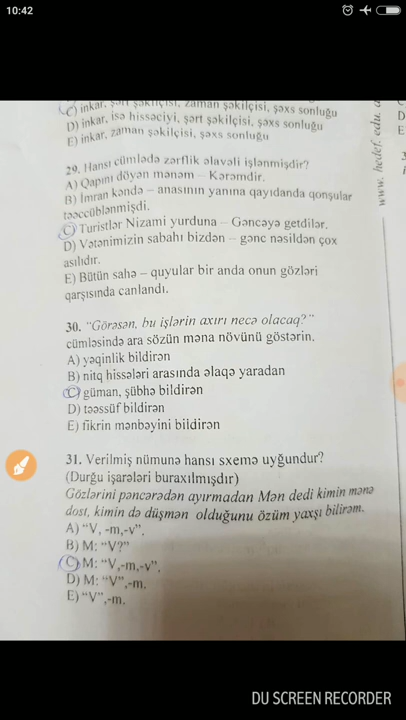 10:42
C) inkar, şərt şəkilçisi, zaman şəkilçisi, şəxs sonluğu
D) inkar, isə hissəciyi, şərt şəkilçisi, şəxs sonluğu
E) inkar, zaman şəkilçisi, şəxs sonluğu
29. Hansı cümlədə zərflik əlavəli işlənmişdir?
A) Qapını döyən mənəm – Kərəmdir.
B) İmran kəndə – anasının yanına qayıdanda qonşular
təəccüblənmişdi.
C) Turistlər Nizami yurduna – Gəncəyə getdilər.
D) Vətənimizin sabahı bizdən – gənc nəsildən çox
asılıdır.
E) Bütün sahə – quyular bir anda onun gözləri
qarşısında canlandı.
30. “Görəsən, bu işlərin axırı necə olacaq?”
cümləsində ara sözün məna növünü göstərin.
A) yəqinlik bildirən
B) nitq hissələri arasında əlaqə yaradan
C) güman, şübhə bildirən
D) təəssüf bildirən
E) fikrin mənbəyini bildirən
31. Verilmiş nümunə hansı sxemə uyğundur?
(Durğu işarələri buraxılmışdır)
Gözlərini pəncərədən ayırmadan Mən dedi kimin mənə
dost, kimin də düşmən olduğunu özüm yaxşı bilirəm.
A) “V, -m,-v”.
B) M: “V?”
C) M: “V,-m,-v”.
D) M: “V”,-m.
E) “V”,-m.
www. hedef. edu.
D
E
3
DU SCREEN RECORDER